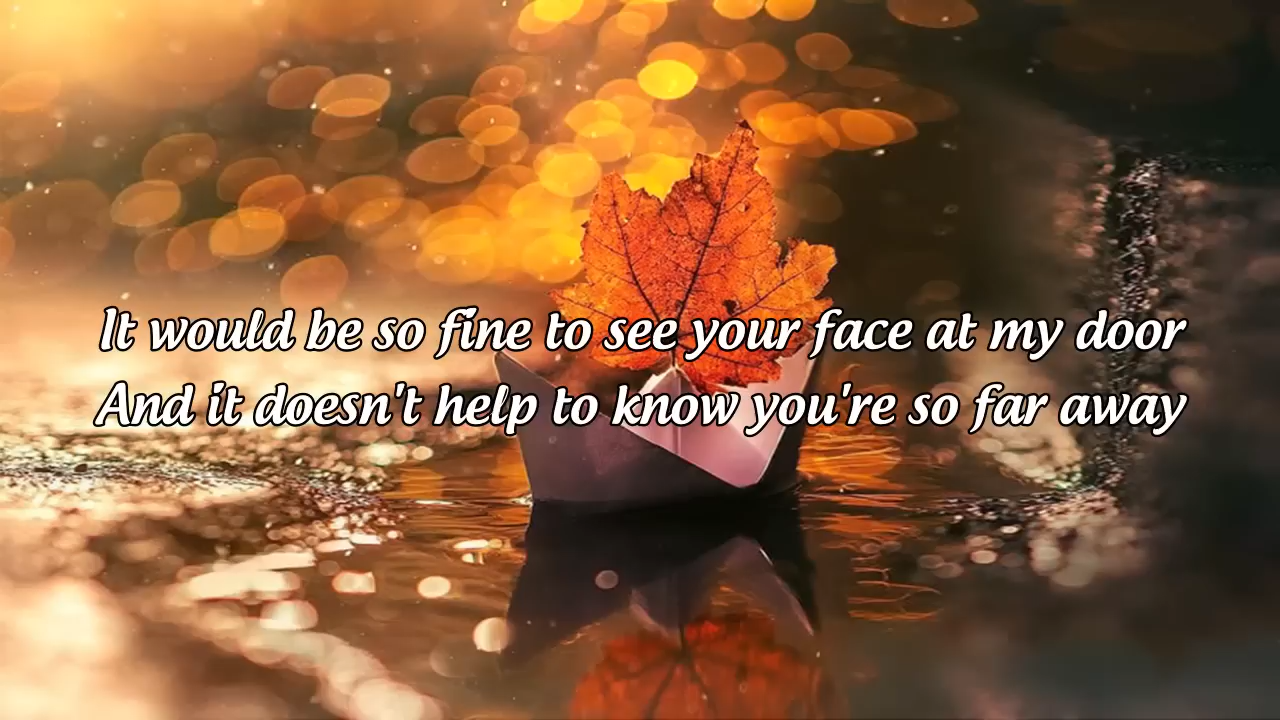 It would be so fine to see your face at my door
And it doesn't help to know you're so far away